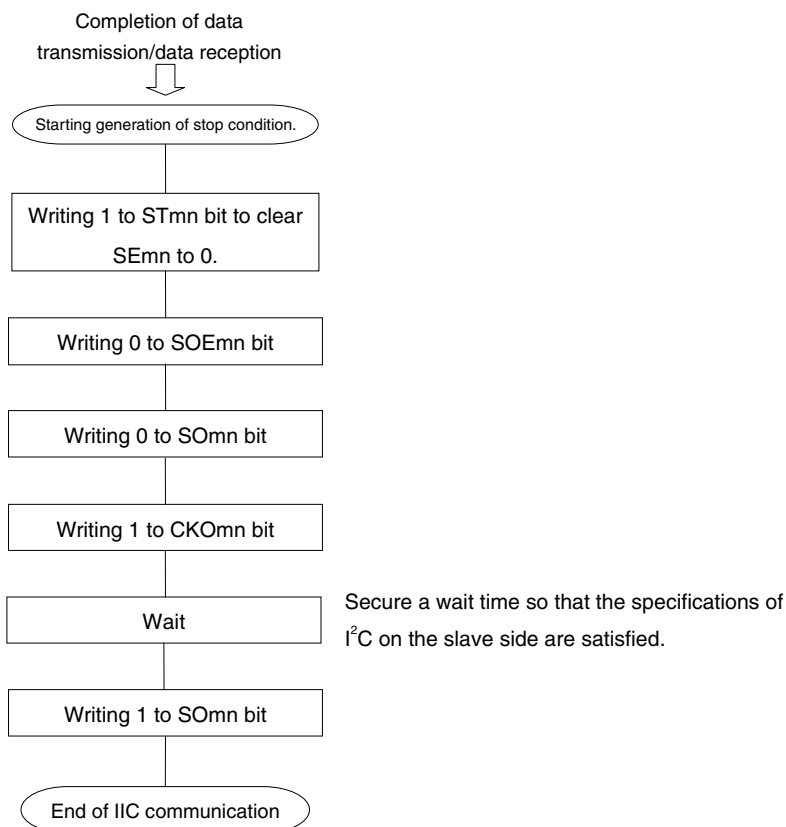 Completion of data
transmission/data reception
Starting generation of stop condition.
Writing 1 to STmn bit to clear
SEmn to 0.
Writing 0 to SOEmn bit
Writing 0 to SOmn bit
Writing 1 to CKOmn bit
Wait
Secure a wait time so that the specifications of
I²C on the slave side are satisfied.
Writing 1 to SOmn bit
End of IIC communication